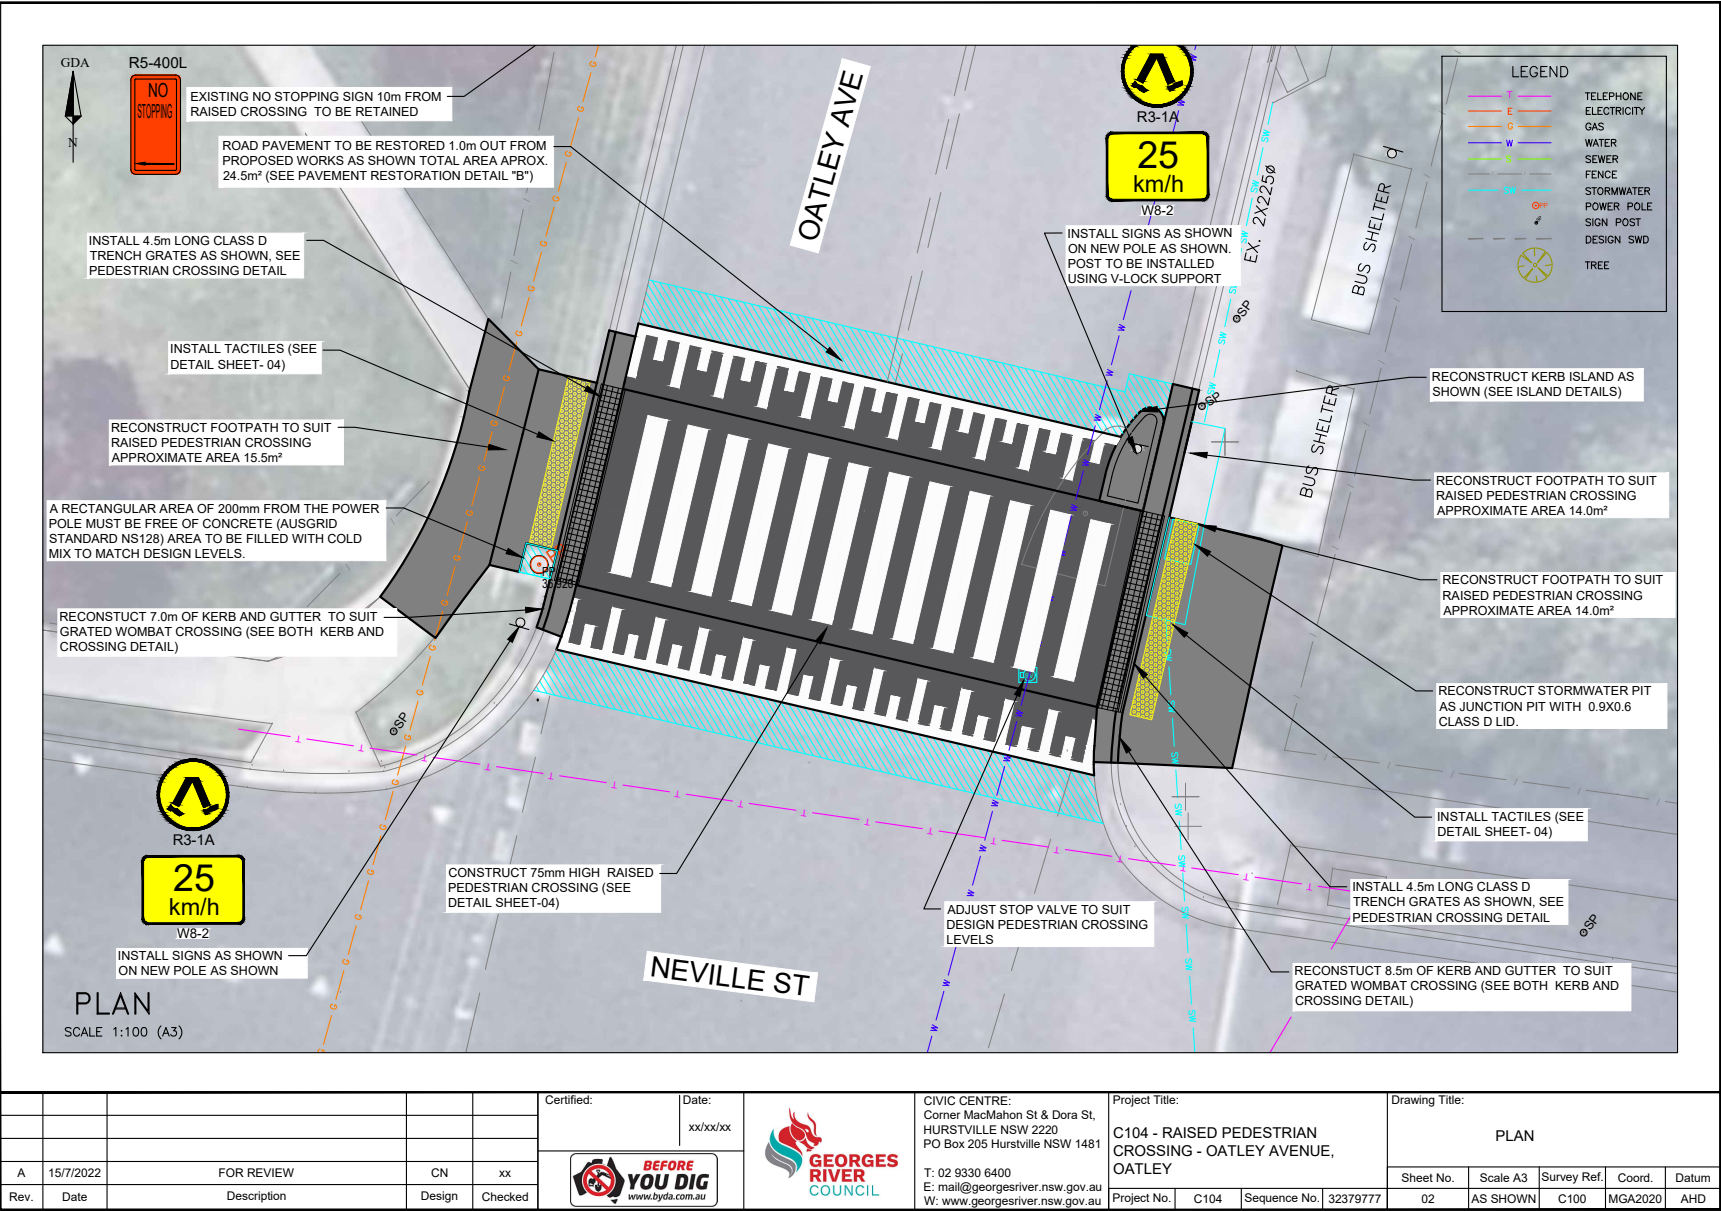 GDA
N
R5-400L
NO
STOPPING
EXISTING NO STOPPING SIGN 10m FROM
RAISED CROSSING TO BE RETAINED
ROAD PAVEMENT TO BE RESTORED 1.0m OUT FROM
PROPOSED WORKS AS SHOWN TOTAL AREA APROX.
24.5m² (SEE PAVEMENT RESTORATION DETAIL "B")
INSTALL 4.5m LONG CLASS D
TRENCH GRATES AS SHOWN, SEE
PEDESTRIAN CROSSING DETAIL
INSTALL TACTILES (SEE
DETAIL SHEET- 04)
RECONSTRUCT FOOTPATH TO SUIT
RAISED PEDESTRIAN CROSSING
APPROXIMATE AREA 15.5m²
A RECTANGULAR AREA OF 200mm FROM THE POWER
POLE MUST BE FREE OF CONCRETE (AUSGRID
STANDARD NS128) AREA TO BE FILLED WITH COLD
MIX TO MATCH DESIGN LEVELS.
RECONSTUCT 7.0m OF KERB AND GUTTER TO SUIT
GRATED WOMBAT CROSSING (SEE BOTH KERB AND
CROSSING DETAIL)
PP
SP
R3-1A
25
km/h
W8-2
INSTALL SIGNS AS SHOWN
ON NEW POLE AS SHOWN
PLAN
SCALE 1:100 (A3)
CONSTRUCT 75mm HIGH RAISED
PEDESTRIAN CROSSING (SEE
DETAIL SHEET-04)
NEVILLE ST
OATLEY AVE
R3-1A
25
km/h
W8-2
INSTALL SIGNS AS SHOWN
ON NEW POLE AS SHOWN.
POST TO BE INSTALLED
USING V-LOCK SUPPORT
EX. 2X225ø
SP
SP
BUS SHELTER
BUS SHELTER
LEGEND
T TELEPHONE
E ELECTRICITY
G GAS
W WATER
SEWER
FENCE
SW STORMWATER
PP POWER POLE
SIGN POST
DESIGN SWD
TREE
RECONSTRUCT KERB ISLAND AS
SHOWN (SEE ISLAND DETAILS)
RECONSTRUCT FOOTPATH TO SUIT
RAISED PEDESTRIAN CROSSING
APPROXIMATE AREA 14.0m²
RECONSTRUCT FOOTPATH TO SUIT
RAISED PEDESTRIAN CROSSING
APPROXIMATE AREA 14.0m²
RECONSTRUCT STORMWATER PIT
AS JUNCTION PIT WITH 0.9X0.6
CLASS D LID.
INSTALL TACTILES (SEE
DETAIL SHEET- 04)
INSTALL 4.5m LONG CLASS D
TRENCH GRATES AS SHOWN, SEE
PEDESTRIAN CROSSING DETAIL
SP
ADJUST STOP VALVE TO SUIT
DESIGN PEDESTRIAN CROSSING
LEVELS
RECONSTUCT 8.5m OF KERB AND GUTTER TO SUIT
GRATED WOMBAT CROSSING (SEE BOTH KERB AND
CROSSING DETAIL)
A 15/7/2022 FOR REVIEW CN xx
Rev. Date Description Design Checked
Certified:
Date:
xx/xx/xx
BEFORE
YOU DIG
www.byda.com.au
GEORGES
RIVER
COUNCIL
CIVIC CENTRE:
Corner MacMahon St & Dora St,
HURSTVILLE NSW 2220
PO Box 205 Hurstville NSW 1481
T: 02 9330 6400
E: mail@georgesriver.nsw.gov.au
W: www.georgesriver.nsw.gov.au
Project Title:
C104 - RAISED PEDESTRIAN
CROSSING - OATLEY AVENUE,
OATLEY
Project No. C104 Sequence No. 32379777
Drawing Title:
PLAN
Sheet No. Scale A3 Survey Ref. Coord. Datum
02 AS SHOWN C100 MGA2020 AHD